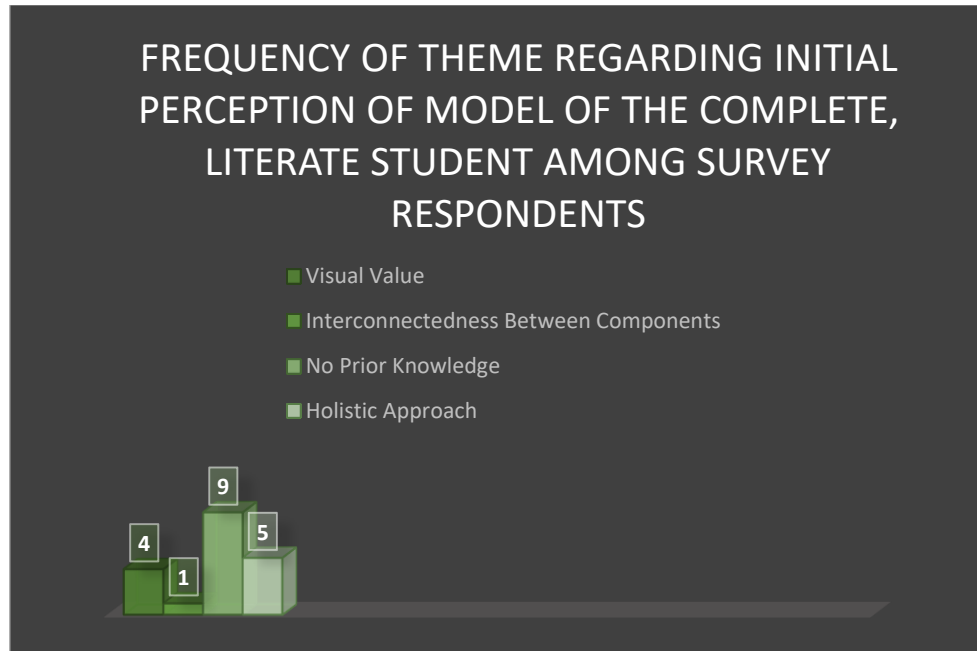 FREQUENCY OF THEME REGARDING INITIAL
PERCEPTION OF MODEL OF THE COMPLETE,
LITERATE STUDENT AMONG SURVEY
RESPONDENTS
Visual Value
Interconnectedness Between Components
No Prior Knowledge
Holistic Approach
4
1
9
5